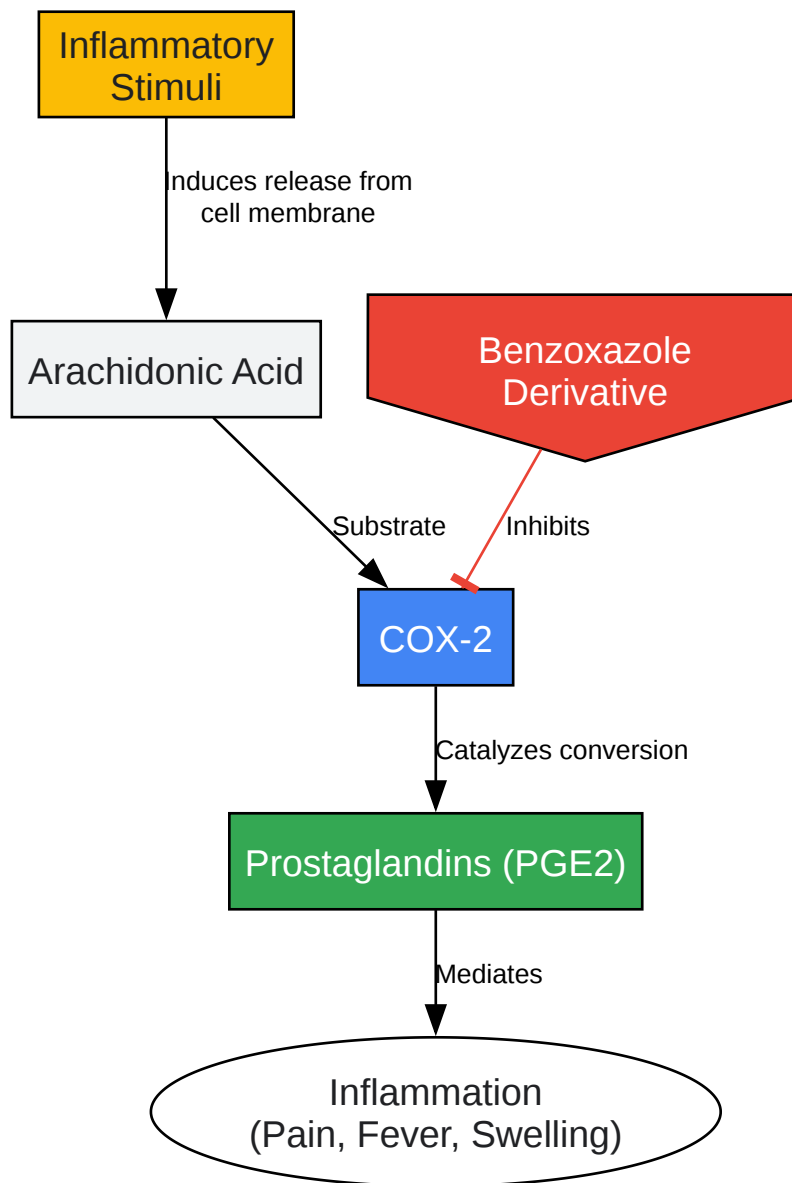 Inflammatory
Stimuli
Induces release from
cell membrane
Arachidonic Acid
Benzoxazole
Derivative
Substrate
Inhibits
COX-2
Catalyzes conversion
Prostaglandins (PGE2)
Mediates
Inflammation
(Pain, Fever, Swelling)